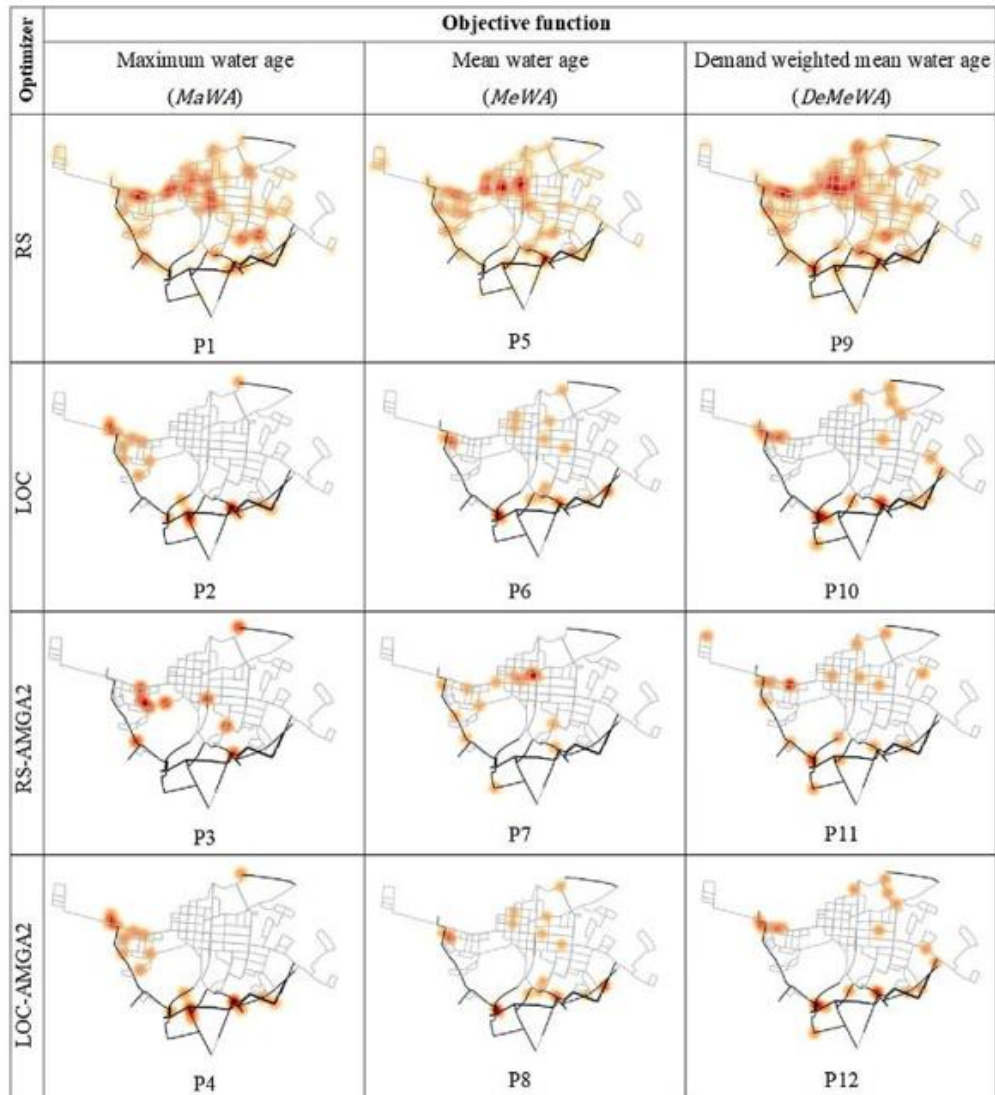 Optimizer
Objective function
Maximum water age
(MaWA)
Mean water age
(MeWA)
Demand weighted mean water age
(DeMeWA)
RS
P1
P5
P9
LOC
P2
P6
P10
RS-AMGA2
P3
P7
P11
LOC-AMGA2
P4
P8
P12